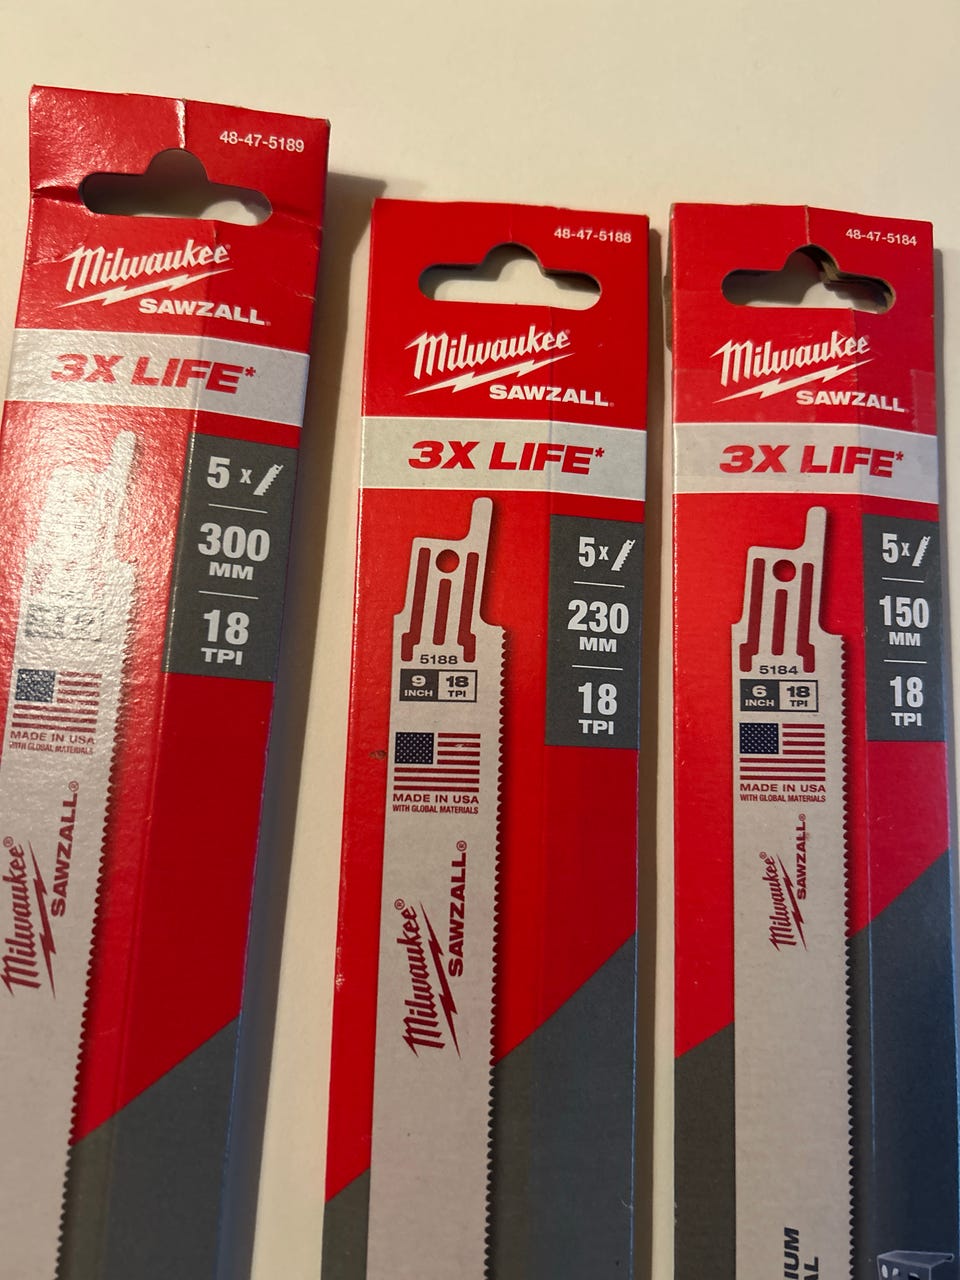 48-47-5189
Milwaukee®
SAWZALL®
3X LIFE*
5 x
300
MM
18
TPI
MADE IN USA
WITH GLOBAL MATERIALS
Milwaukee®
SAWZALL®
48-47-5188
Milwaukee®
SAWZALL®
3X LIFE*
5 x
230
MM
18
TPI
5188
9 INCH 18 TPI
MADE IN USA
WITH GLOBAL MATERIALS
Milwaukee®
SAWZALL®
48-47-5184
Milwaukee®
SAWZALL®
3X LIFE*
5 x
150
MM
18
TPI
5184
6 INCH 18 TPI
MADE IN USA
WITH GLOBAL MATERIALS
Milwaukee®
SAWZALL®